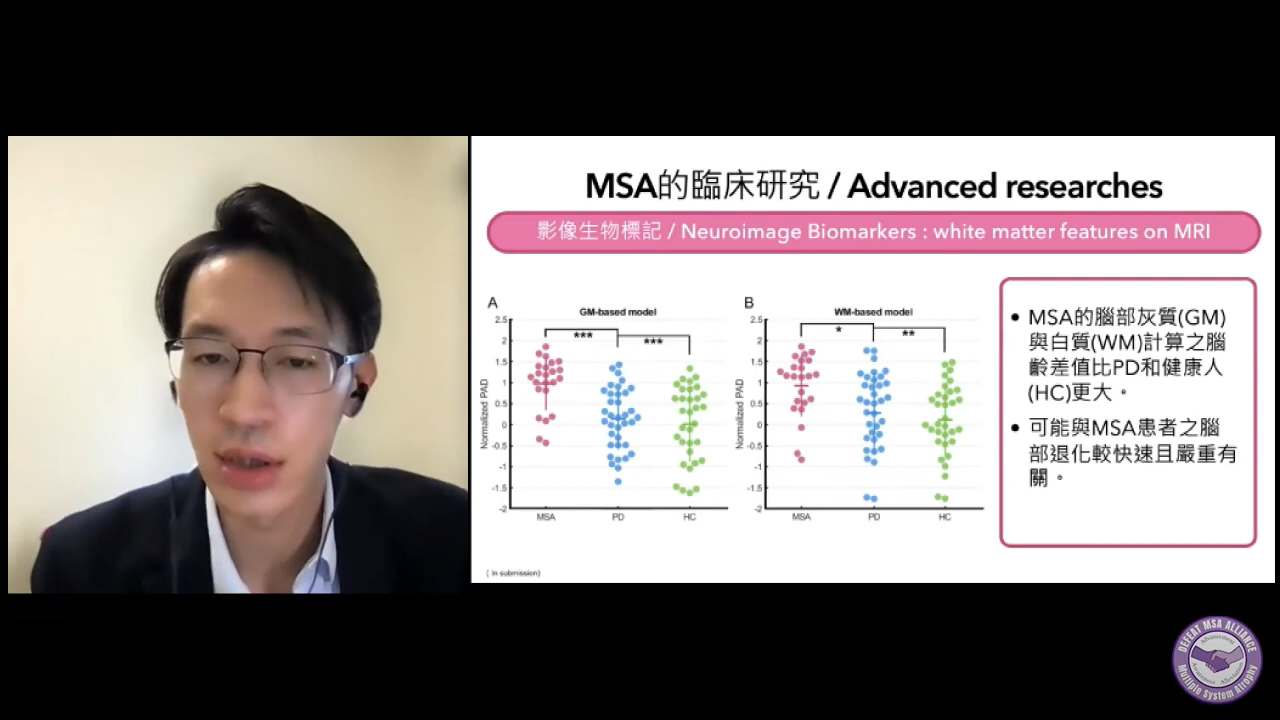 MSA的臨床研究 / Advanced researches
影像生物標記 / Neuroimage Biomarkers : white matter features on MRI
A
GM-based model
Normalized PAD
2.5
2
1.5
1
0.5
0
-0.5
-1
-1.5
-2
***
***
MSA
PD
HC
B
WM-based model
Normalized PAD
2.5
2
1.5
1
0.5
0
-0.5
-1
-1.5
-2
*
**
MSA
PD
HC
• MSA的腦部灰質(GM)
與白質(WM)計算之腦
齡差值比PD和健康人
(HC)更大。
• 可能與MSA患者之腦
部退化較快速且嚴重有
關。
( In submission)
DEFEAT MSA ALLIANCE
Multiple System Atrophy